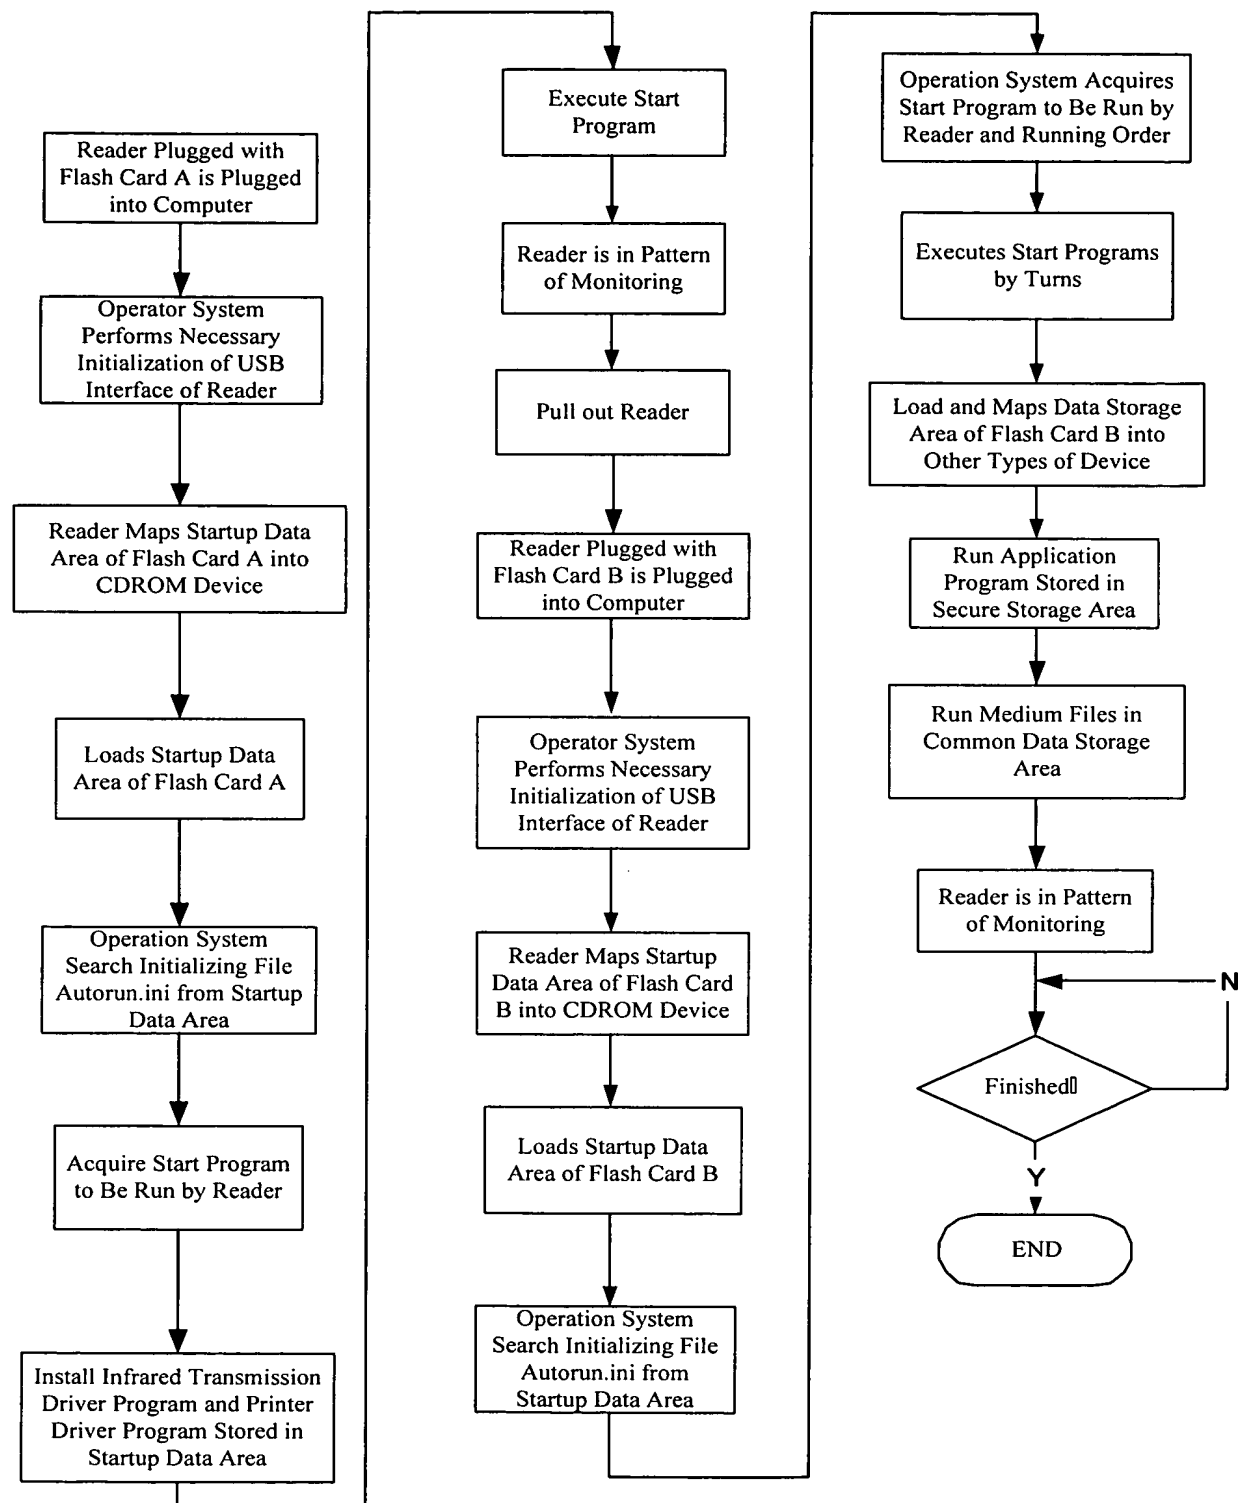 Reader Plugged with
Flash Card A is Plugged
into Computer
Operator System
Performs Necessary
Initialization of USB
Interface of Reader
Reader Maps Startup Data
Area of Flash Card A into
CDROM Device
Loads Startup Data
Area of Flash Card A
Operation System
Search Initializing File
Autorun.ini from Startup
Data Area
Acquire Start Program
to Be Run by Reader
Install Infrared Transmission
Driver Program and Printer
Driver Program Stored in
Startup Data Area
Execute Start
Program
Reader is in Pattern
of Monitoring
Pull out Reader
Reader Plugged with
Flash Card B is Plugged
into Computer
Operator System
Performs Necessary
Initialization of USB
Interface of Reader
Reader Maps Startup
Data Area of Flash Card
B into CDROM Device
Loads Startup Data
Area of Flash Card B
Operation System
Search Initializing File
Autorun.ini from
Startup Data Area
Operation System Acquires
Start Program to Be Run by
Reader and Running Order
Executes Start Programs
by Turns
Load and Maps Data Storage
Area of Flash Card B into
Other Types of Device
Run Application
Program Stored in
Secure Storage Area
Run Medium Files in
Common Data Storage
Area
Reader is in Pattern
of Monitoring
N
Finished▯
Y
END